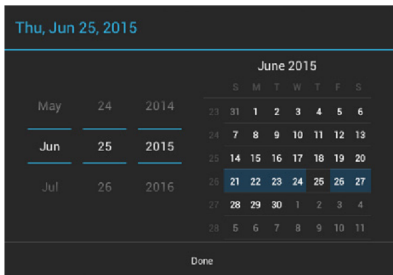 Thu, Jun 25, 2015
June 2015
S M T W T F S
May 24 2014
Jun 25 2015
Jul 26 2016
23 31 1 2 3 4 5 6
24 7 8 9 10 11 12 13
25 14 15 16 17 18 19 20
26 21 22 23 24 25 26 27
27 28 29 30 1 2 3 4
28 5 6 7 8 9 10 11
Done